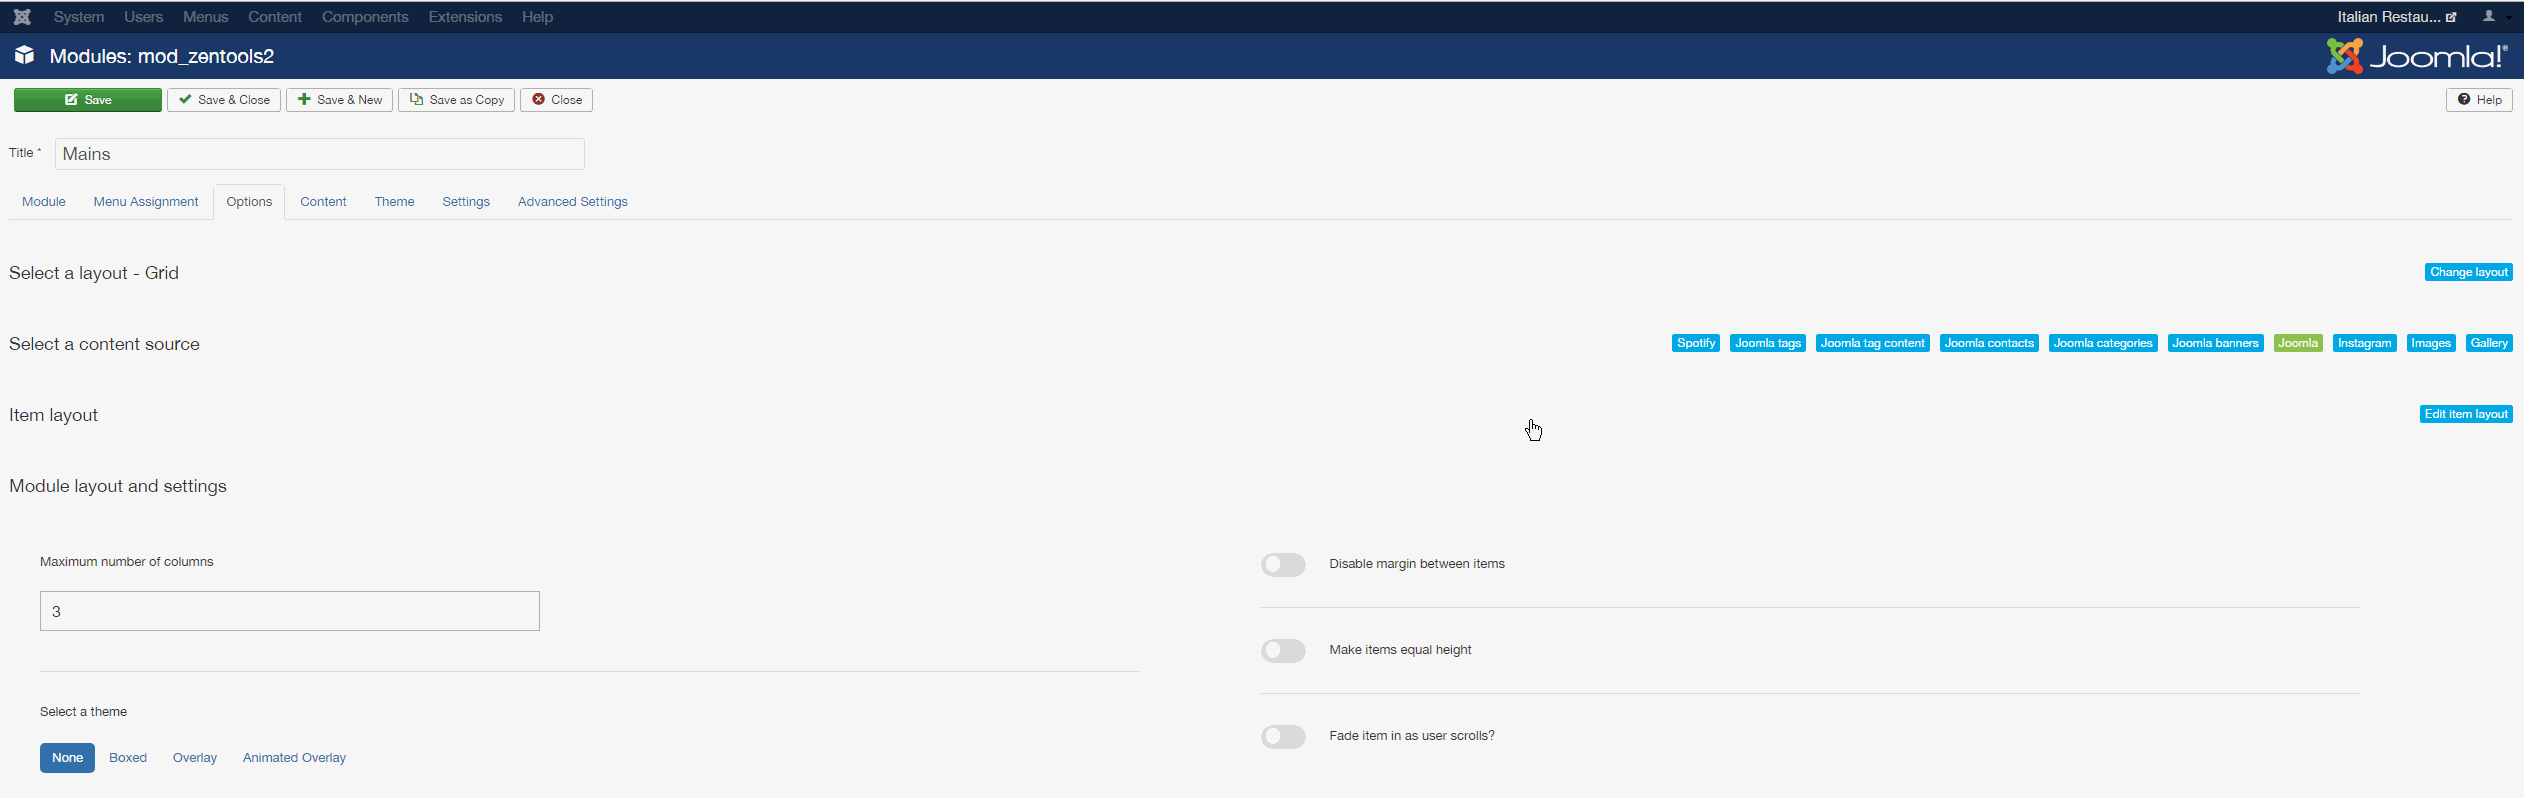 System Users Menus Content Components Extensions Help Italian Restau...
Modules: mod_zentools2 Joomla!®
Save Save & Close Save & New Save as Copy Close Help
Title * Mains
Module Menu Assignment Options Content Theme Settings Advanced Settings
Select a layout - Grid Change layout
Select a content source Spotify Joomla tags Joomla tag content Joomla contacts Joomla categories Joomla banners Joomla Instagram Images Gallery
Item layout Edit item layout
Module layout and settings
Maximum number of columns Disable margin between items
3
Make items equal height
Select a theme Fade item in as user scrolls?
None Boxed Overlay Animated Overlay